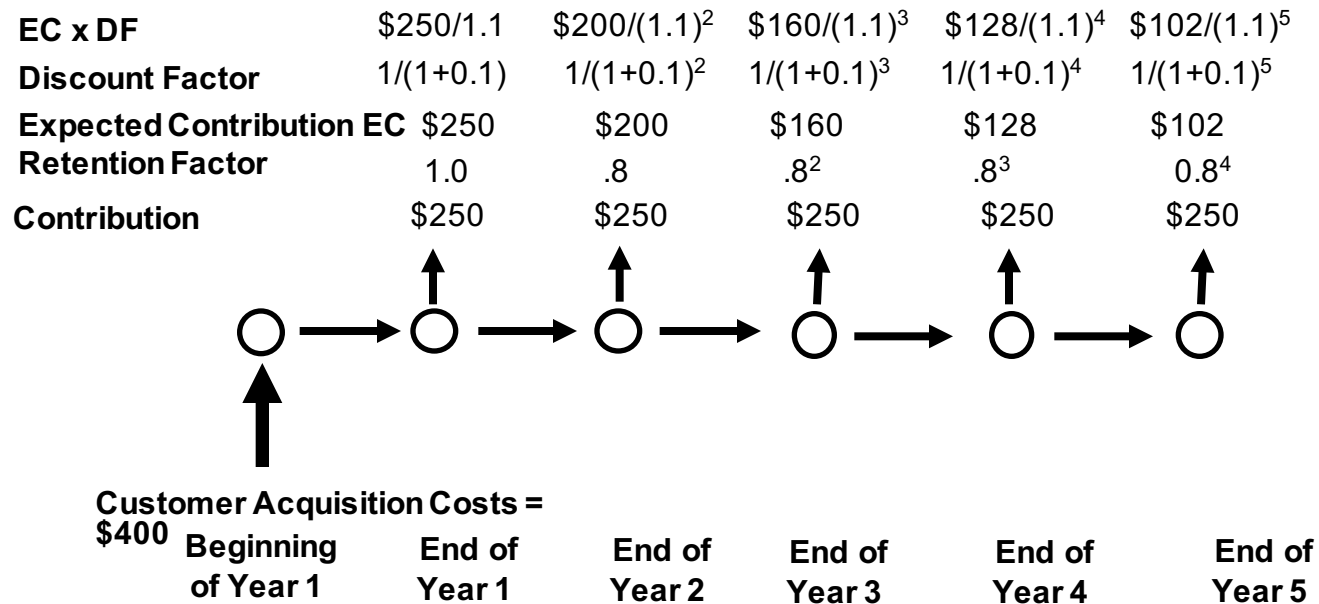 EC x DF $250/1.1 $200/(1.1)² $160/(1.1)³ $128/(1.1)⁴ $102/(1.1)⁵
Discount Factor 1/(1+0.1) 1/(1+0.1)² 1/(1+0.1)³ 1/(1+0.1)⁴ 1/(1+0.1)⁵
Expected Contribution EC $250 $200 $160 $128 $102
Retention Factor 1.0 .8 .8² .8³ 0.8⁴
Contribution $250 $250 $250 $250 $250
Customer Acquisition Costs =
$400
Beginning End of End of End of End of End of
of Year 1 Year 1 Year 2 Year 3 Year 4 Year 5